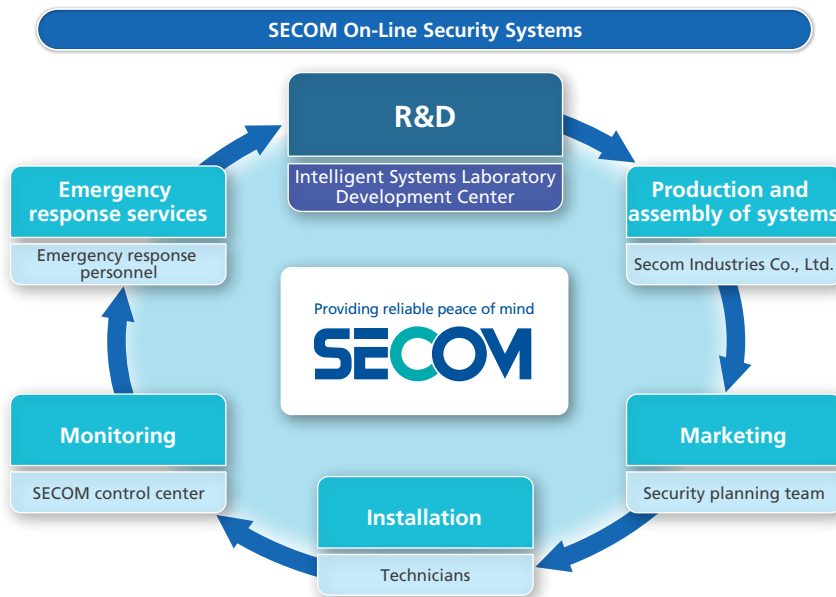 SECOM On-Line Security Systems
R&D
Intelligent Systems Laboratory
Development Center
Emergency
response services
Emergency response
personnel
Production and
assembly of systems
Secom Industries Co., Ltd.
Providing reliable peace of mind
SECOM
Monitoring
SECOM control center
Marketing
Security planning team
Installation
Technicians